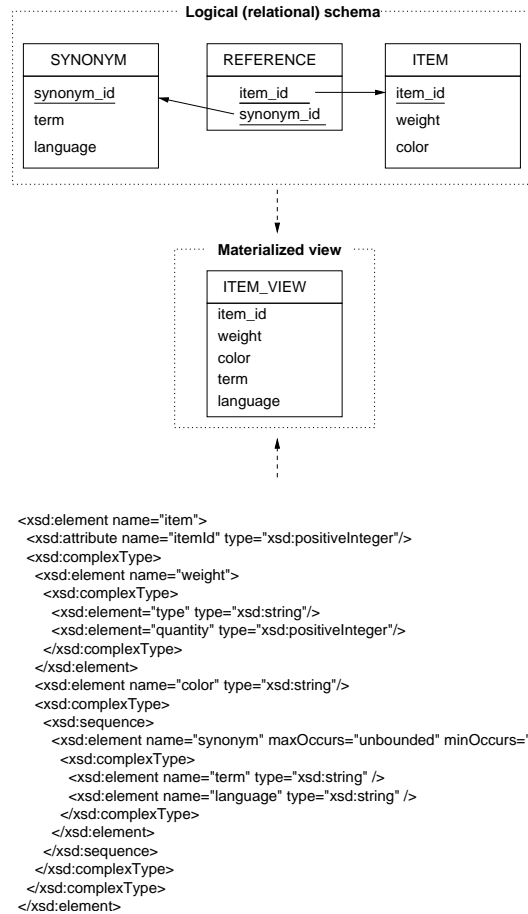 Logical (relational) schema
SYNONYM
synonym_id
term
language
REFERENCE
item_id
synonym_id
ITEM
item_id
weight
color
Materialized view
ITEM_VIEW
item_id
weight
color
term
language
<xsd:element name="item">
<xsd:attribute name="itemId" type="xsd:positiveInteger"/>
<xsd:complexType>
<xsd:element name="weight">
<xsd:complexType>
<xsd:element="type" type="xsd:string"/>
<xsd:element="quantity" type="xsd:positiveInteger"/>
</xsd:complexType>
</xsd:element>
<xsd:element name="color" type="xsd:string"/>
<xsd:complexType>
<xsd:sequence>
<xsd:element name="synonym" maxOccurs="unbounded" minOccurs="
<xsd:complexType>
<xsd:element name="term" type="xsd:string" />
<xsd:element name="language" type="xsd:string" />
</xsd:complexType>
</xsd:element>
</xsd:sequence>
</xsd:complexType>
</xsd:complexType>
</xsd:element>